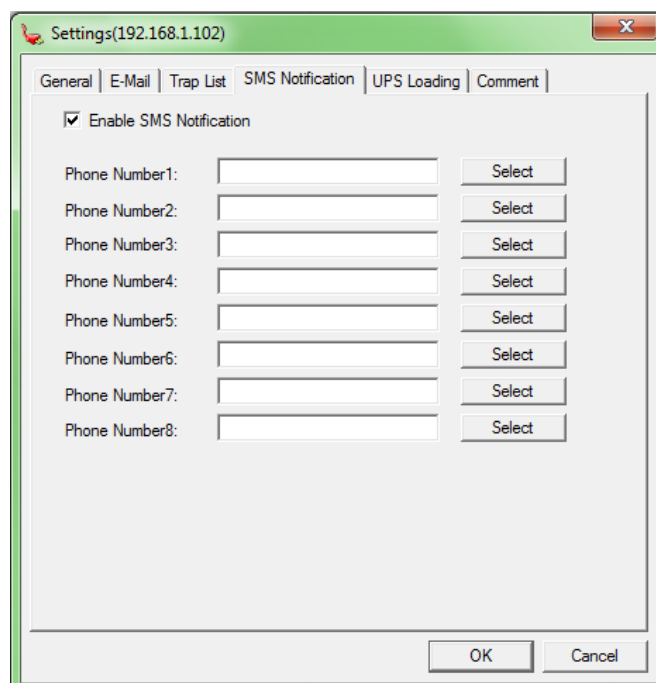 Settings(192.168.1.102)
General E-Mail Trap List SMS Notification UPS Loading Comment
Enable SMS Notification
Phone Number1: Select
Phone Number2: Select
Phone Number3: Select
Phone Number4: Select
Phone Number5: Select
Phone Number6: Select
Phone Number7: Select
Phone Number8: Select
OK Cancel